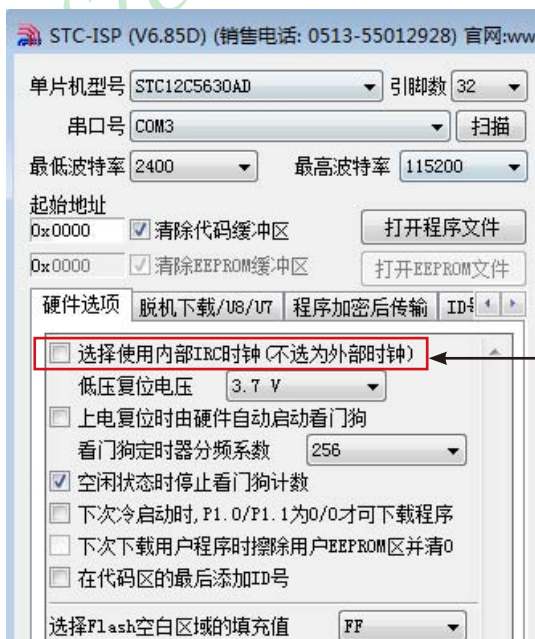 STC-ISP (V6.85D) (销售电话: 0513-55012928) 官网:ww
单片机型号 STC12C5630AD 引脚数 32
串口号 COM3 扫描
最低波特率 2400 最高波特率 115200
起始地址
0x0000 清除代码缓冲区 打开程序文件
0x0000 清除EEPROM缓冲区 打开EEPROM文件
硬件选项 脱机下载/U8/U7 程序加密后传输
选择使用内部IRC时钟(不选为外部时钟)
低压复位电压 3.7 V
上电复位时由硬件自动启动看门狗
看门狗定时器分频系数 256
空闲状态时停止看门狗计数
下次冷启动时,P1.0/P1.1为0/0才可下载程序
下次下载用户程序时擦除用户EEPROM区并清0
在代码区的最后添加ID号
选择Flash空白区域的填充值 FF